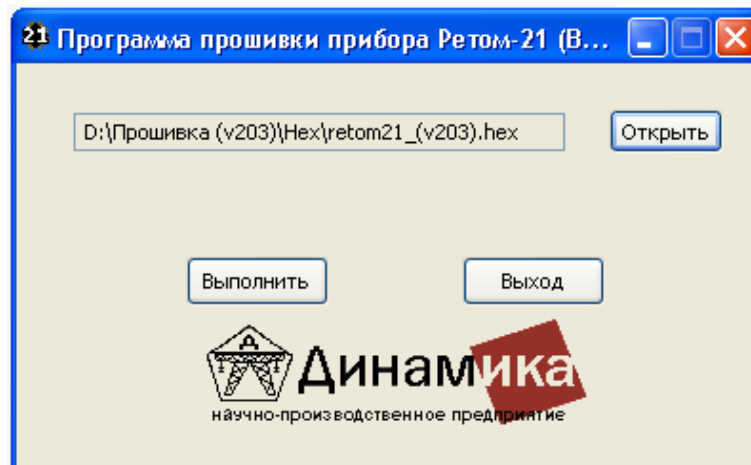 21 Программа прошивки прибора Ретом-21 (В...
D:\Прошивка (v203)\Hex\retom21_(v203).hex
Открыть
Выполнить
Выход
Динамика
научно-производственное предприятие